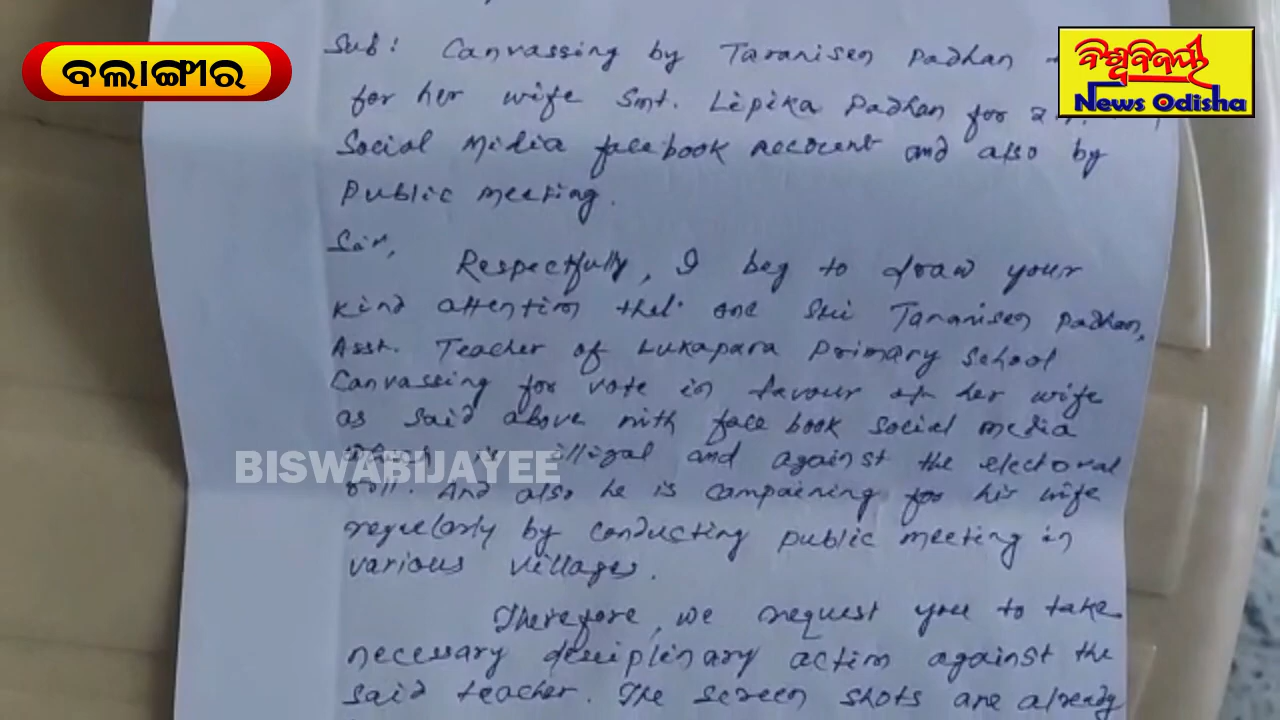 ବଲାଙ୍ଗୀର
ବିଶ୍ୱବିଜୟୀ
News Odisha
Sub: Canvassing by Taranisen Padhan
for her wife Smt. Lipika Padhan for
Social Media facebook account and also by
Public meeting.
Sir,
Respectfully, I beg to draw your
kind attention that one Sri Taranisen Padhan,
Asst. Teacher of Lukapara Primary School
Canvassing for vote in favour of her wife
as said above with face book social media
which is illigal and against the electoral
roll. And also he is campaining for his wife
regularly by conducting public meeting in
various villages.
BISWABIJAYEE
Therefore, we request you to take
necessary desciplinary action against the
said teacher. The screen shots are already